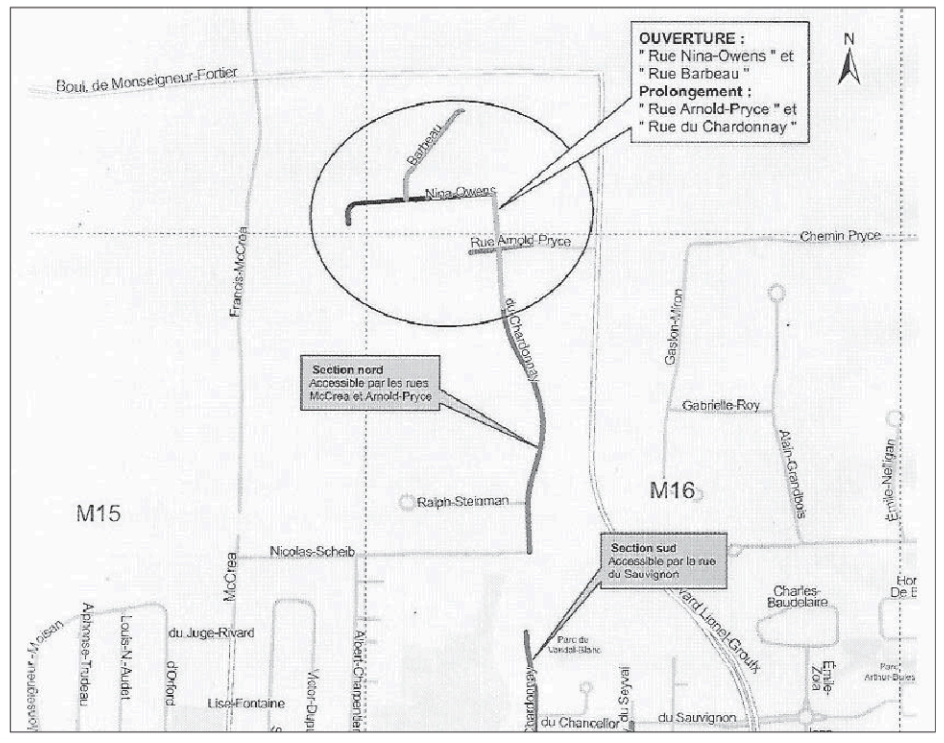 OUVERTURE :
" Rue Nina-Owens " et
" Rue Barbeau "
Prolongement :
" Rue Arnold-Pryce " et
" Rue du Chardonnay "
N
Boul. de Monseigneur-Fortier
Barbeau
Nina-Owens
Rue Arnold-Pryce
Chemin Pryce
Francis-McCrea
Gaston-Miron
du Chardonnay
Section nord
Accessible par les rues
McCrea et Arnold-Pryce
Gabrielle-Roy
Alain-Grandbois
Émile-Nelligan
Ralph-Steinman
M16
M15
Nicolas-Scheib
Section sud
Accessible par la rue
du Sauvignon
McCrea
Charles-
Baudelaire
Alphonse-Trudeau
Louis-N.-Audet
d'Orford
du Juge-Rivard
Albert-Charpentier
Lise-Fontaine
Parc de
Vandal-Blanc
Lionel-Groulx
du Seyval
Émile-
Zola
Parc
du Chancellor
du Sauvignon